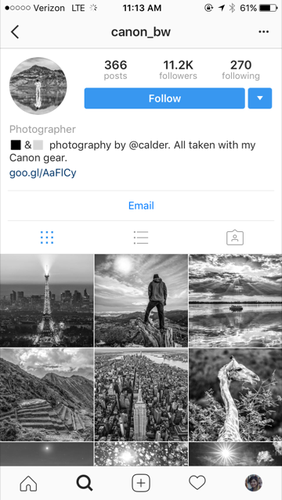 Verizon LTE 11:13 AM 61%
canon_bw
366 11.2K 270
posts followers following
Follow
Photographer
⬛ &⬜ photography by @calder. All taken with my
Canon gear.
goo.gl/AaFlCy
Email